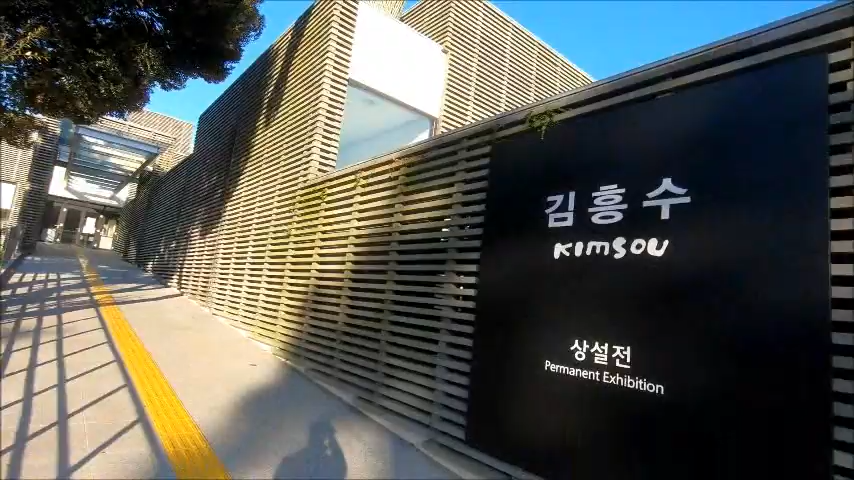 김흥수
KIMSOU
상설전
Permanent Exhibition